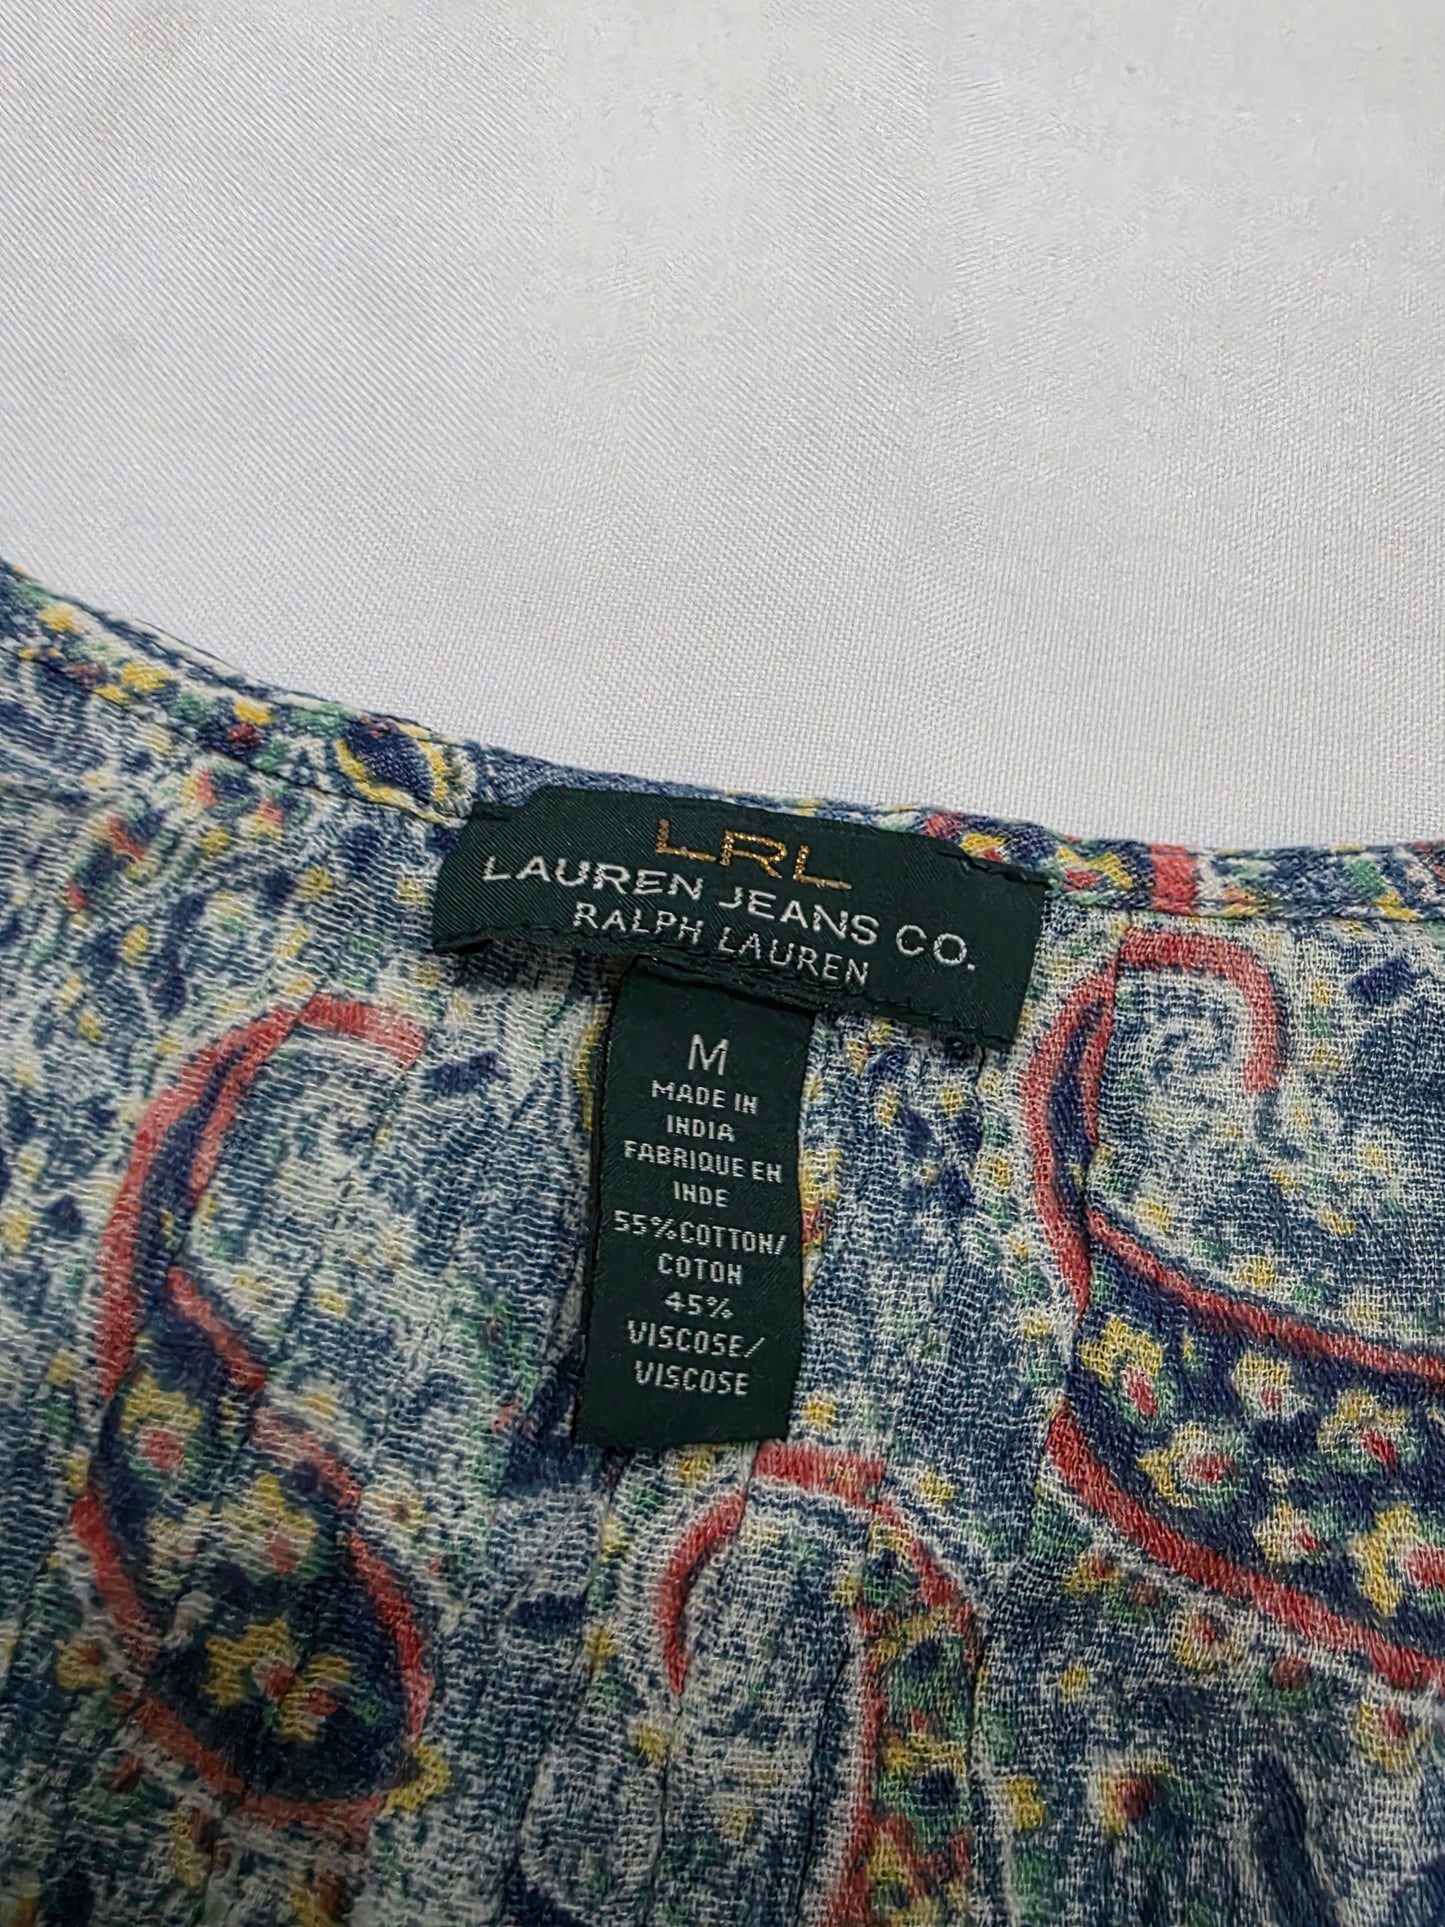 LRL
LAUREN JEANS CO.
RALPH LAUREN
M
MADE IN
INDIA
FABRIQUE EN
INDE
55%COTTON/
COTON
45%
VISCOSE/
VISCOSE